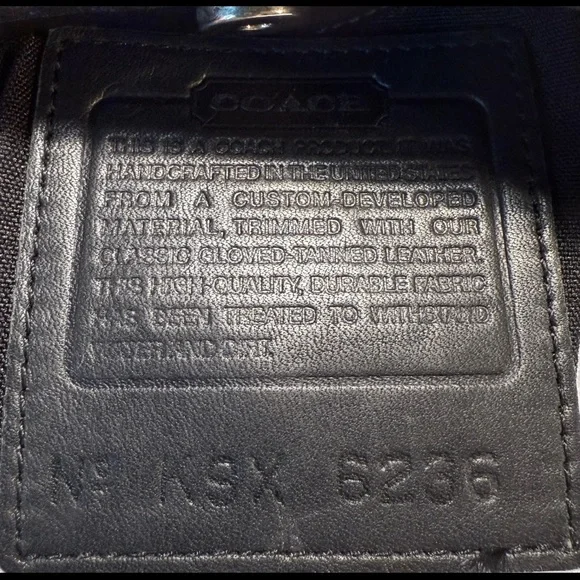 COACH
THIS IS A COACH PRODUCT. IT WAS
HANDCRAFTED IN THE UNITED STATES
FROM A CUSTOM-DEVELOPED
MATERIAL, TRIMMED WITH OUR
CLASSIC GLOVED-TANNED LEATHER.
THIS HIGH-QUALITY, DURABLE FABRIC
HAS BEEN TREATED TO WITHSTAND
WATER AND DIRT.
Nº K3X 6236